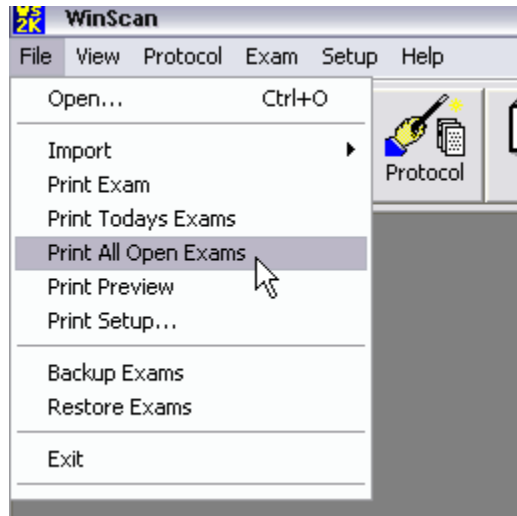 WS
2K WinScan
File View Protocol Exam Setup Help
Open... Ctrl+O
Import
Print Exam
Protocol
Print Todays Exams
Print All Open Exams
Print Preview
Print Setup...
Backup Exams
Restore Exams
Exit